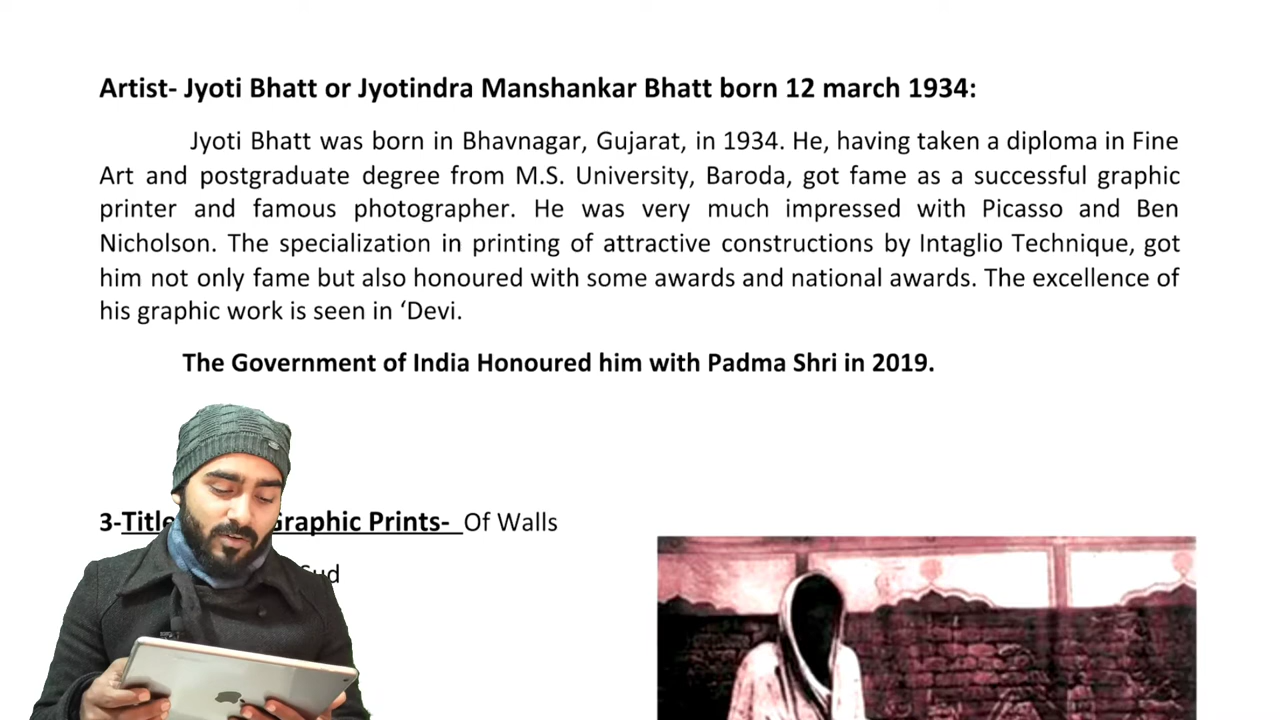 Artist- Jyoti Bhatt or Jyotindra Manshankar Bhatt born 12 march 1934:
Jyoti Bhatt was born in Bhavnagar, Gujarat, in 1934. He, having taken a diploma in Fine
Art and postgraduate degree from M.S. University, Baroda, got fame as a successful graphic
printer and famous photographer. He was very much impressed with Picasso and Ben
Nicholson. The specialization in printing of attractive constructions by Intaglio Technique, got
him not only fame but also honoured with some awards and national awards. The excellence of
his graphic work is seen in ‘Devi.
The Government of India Honoured him with Padma Shri in 2019.
3-Title Graphic Prints- Of Walls
Sud